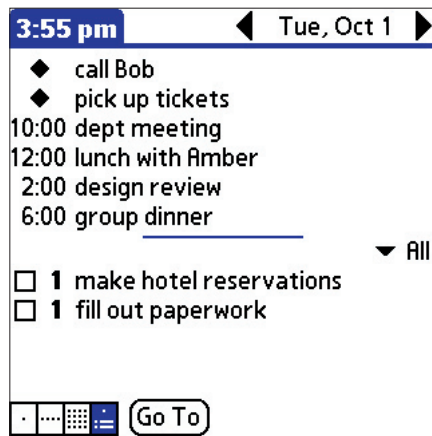 3:55 pm Tue, Oct 1
call Bob
pick up tickets
10:00 dept meeting
12:00 lunch with Amber
2:00 design review
6:00 group dinner
All
1 make hotel reservations
1 fill out paperwork
Go To